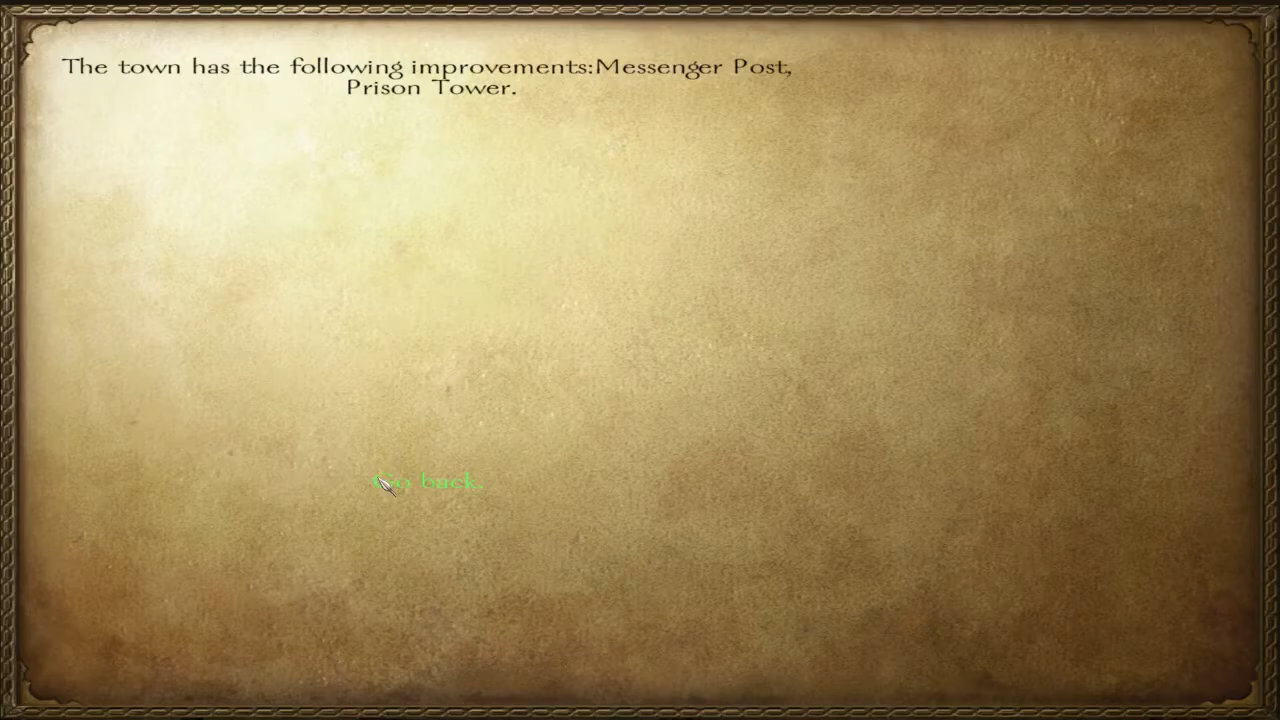 The town has the following improvements:Messenger Post,
Prison Tower.
Go back.